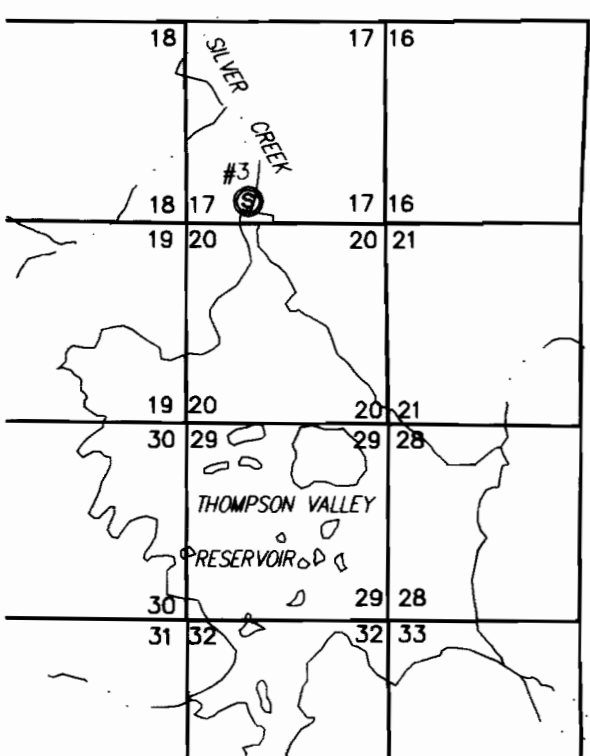 18 17 16
SILVER
CREEK
#3
S
18 17 17 16
19 20 20 21
19 20 20 21
30 29 29 28
THOMPSON VALLEY
RESERVOIR
30 29 28
31 32 32 33